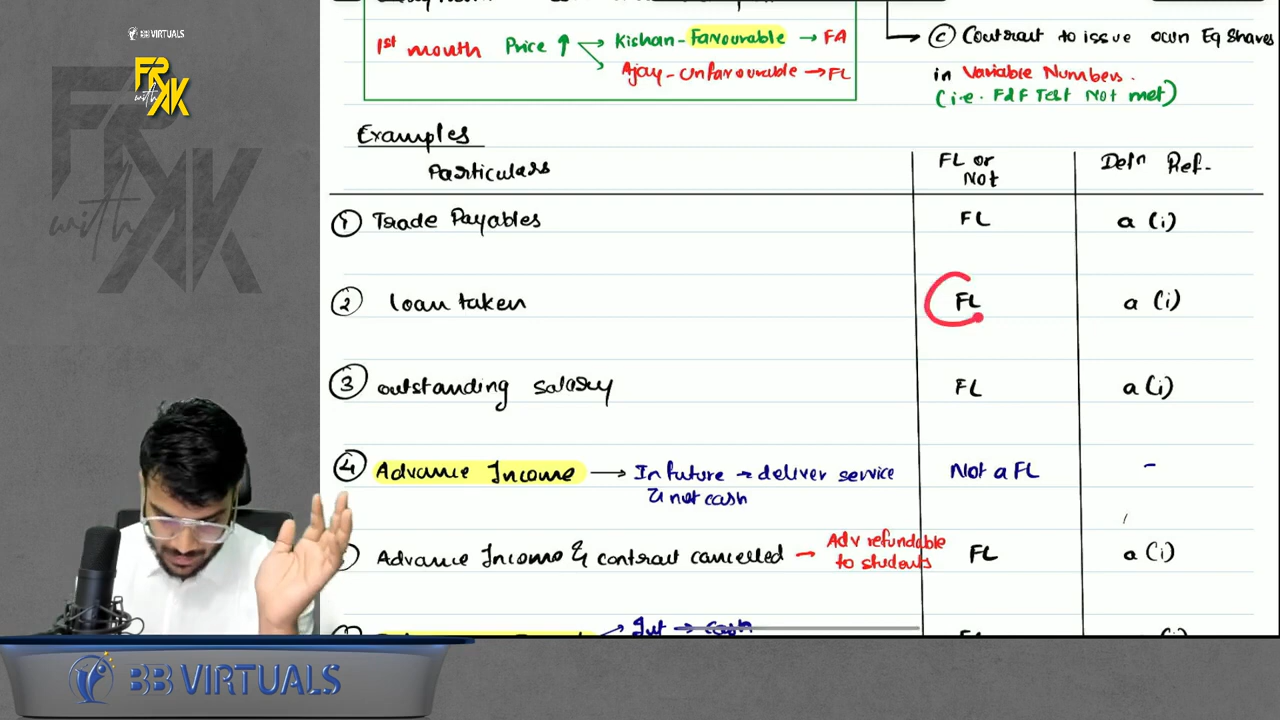 BB VIRTUALS
FR
with
KK
1st month Price ↑ → Kishan - Favourable → FA
Ajay - Unfavourable → FL
© Contract to issue own Eq Shares
in Variable Numbers.
(i.e. FdF Test Not met)
Examples
Particulars
FL or
Not
Defn Ref.
① Trade Payables FL a (i)
② loan taken FL a (i)
③ outstanding salary FL a (i)
④ Advance Income → In future → deliver service Not a FL -
& not cash
Advance Income & contract cancelled → Adv refundable FL a (i)
to students
→ Int → cash
BB VIRTUALS